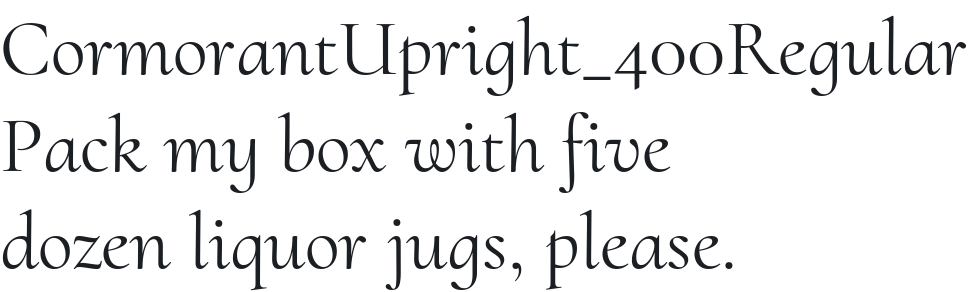 CormorantUpright_400Regular
Pack my box with five
dozen liquor jugs, please.